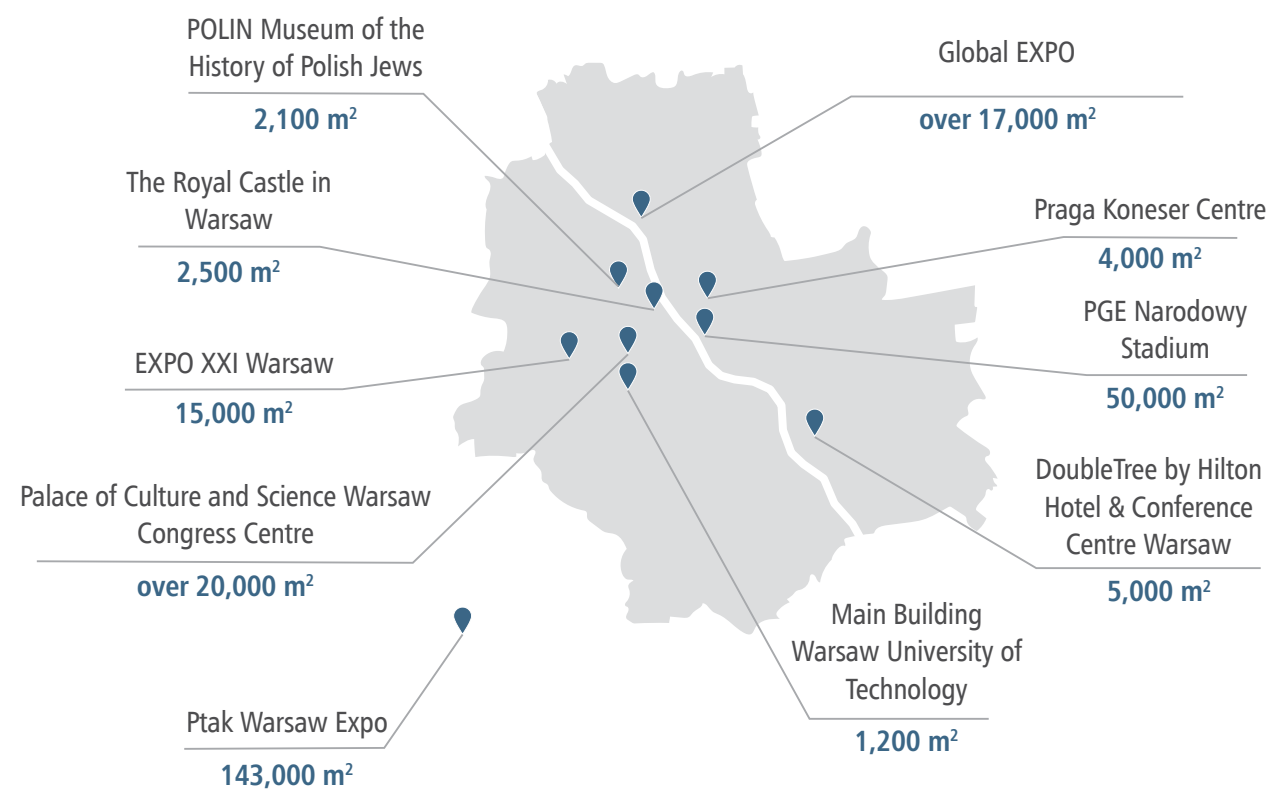 POLIN Museum of the
History of Polish Jews
2,100 m²
Global EXPO
over 17,000 m²
The Royal Castle in
Warsaw
2,500 m²
Praga Koneser Centre
4,000 m²
PGE Narodowy
Stadium
50,000 m²
EXPO XXI Warsaw
15,000 m²
DoubleTree by Hilton
Hotel & Conference
Centre Warsaw
5,000 m²
Palace of Culture and Science Warsaw
Congress Centre
over 20,000 m²
Main Building
Warsaw University of
Technology
1,200 m²
Ptak Warsaw Expo
143,000 m²